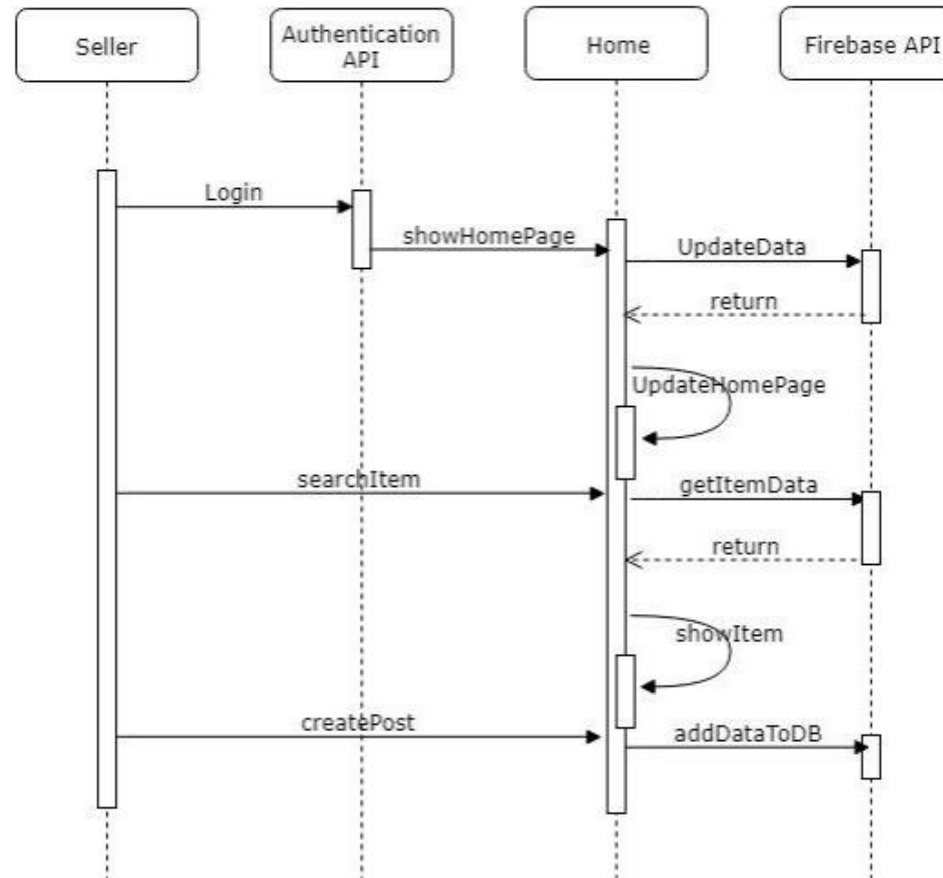 Seller
Authentication
API
Home
Firebase API
Login
showHomePage
UpdateData
return
UpdateHomePage
searchItem
getItemData
return
showItem
createPost
addDataToDB